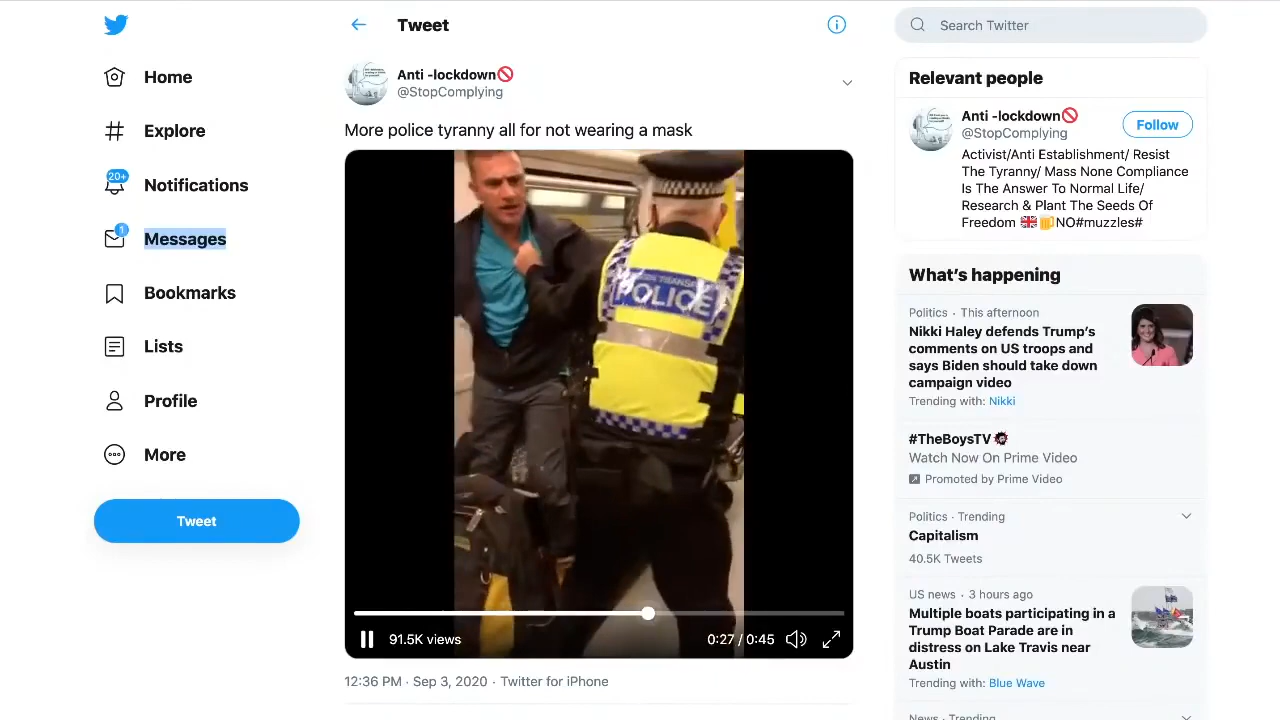 Tweet
Search Twitter
Home
Explore
20+
Notifications
1
Messages
Bookmarks
Lists
Profile
More
Tweet
Anti -lockdown🚫
@StopComplying
More police tyranny all for not wearing a mask
POLICE
91.5K views
0:27 / 0:45
12:36 PM · Sep 3, 2020 · Twitter for iPhone
Relevant people
Anti -lockdown🚫
@StopComplying
Follow
Activist/Anti Establishment/ Resist
The Tyranny/ Mass None Compliance
Is The Answer To Normal Life/
Research & Plant The Seeds Of
Freedom 🇬🇧🍺NO#muzzles#
What's happening
Politics · This afternoon
Nikki Haley defends Trump's
comments on US troops and
says Biden should take down
campaign video
Trending with: Nikki
#TheBoysTV
Watch Now On Prime Video
Promoted by Prime Video
Politics · Trending
Capitalism
40.5K Tweets
US news · 3 hours ago
Multiple boats participating in a
Trump Boat Parade are in
distress on Lake Travis near
Austin
Trending with: Blue Wave
News · Trending